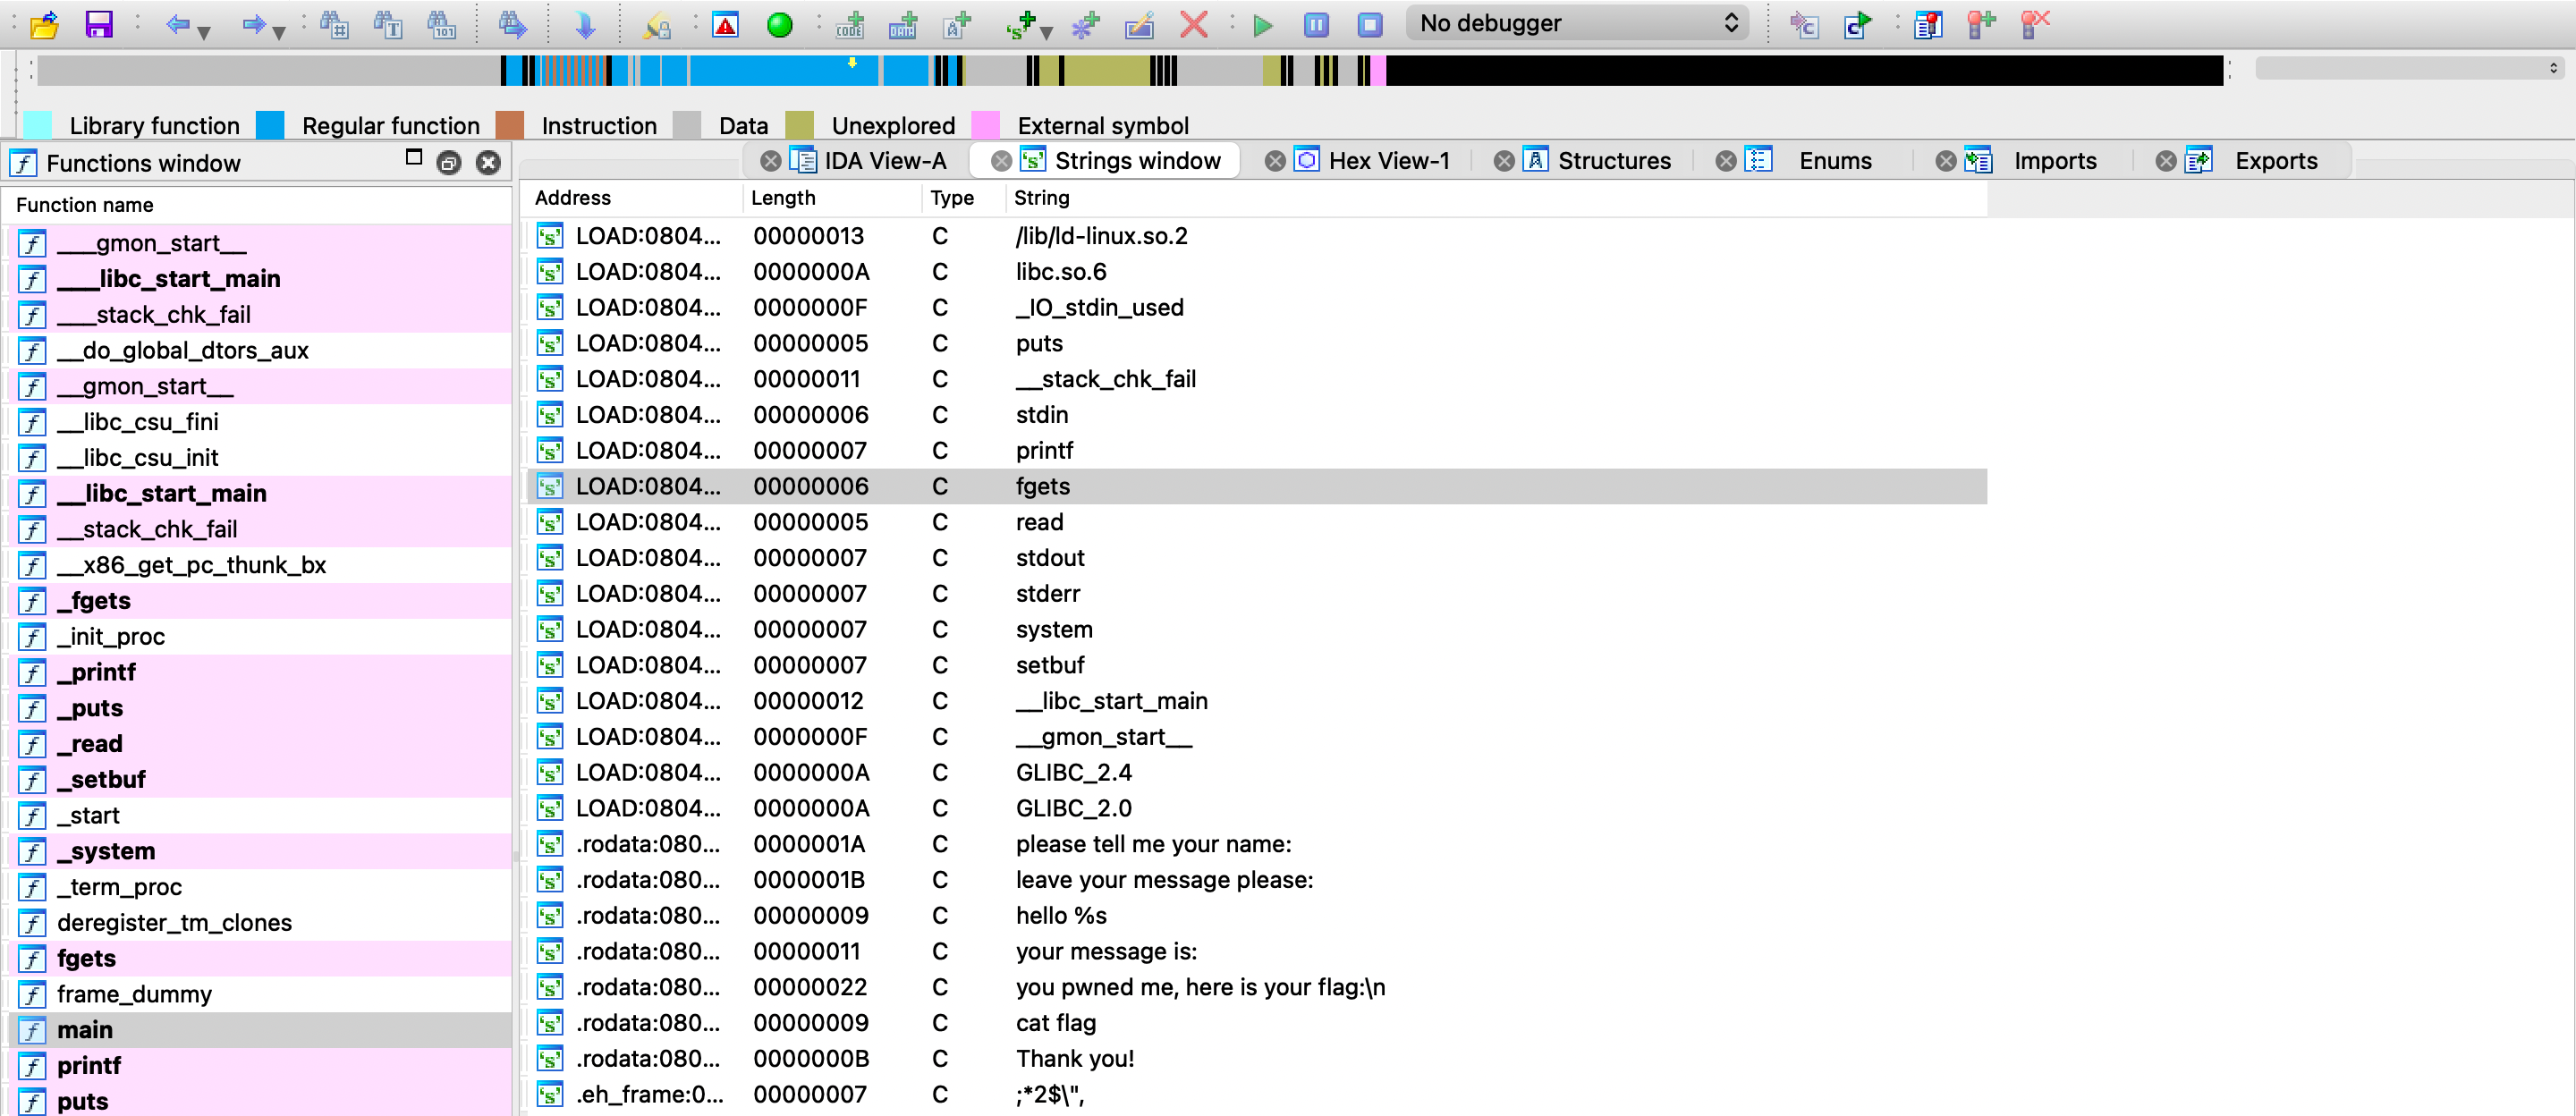 No debugger
Library function Regular function Instruction Data Unexplored External symbol
Functions window
IDA View-A Strings window Hex View-1 Structures Enums Imports Exports
Function name
___gmon_start__
___libc_start_main
___stack_chk_fail
__do_global_dtors_aux
__gmon_start__
__libc_csu_fini
__libc_csu_init
__libc_start_main
__stack_chk_fail
__x86_get_pc_thunk_bx
_fgets
_init_proc
_printf
_puts
_read
_setbuf
_start
_system
_term_proc
deregister_tm_clones
fgets
frame_dummy
main
printf
puts
Address Length Type String
LOAD:0804... 00000013 C /lib/ld-linux.so.2
LOAD:0804... 0000000A C libc.so.6
LOAD:0804... 0000000F C _IO_stdin_used
LOAD:0804... 00000005 C puts
LOAD:0804... 00000011 C __stack_chk_fail
LOAD:0804... 00000006 C stdin
LOAD:0804... 00000007 C printf
LOAD:0804... 00000006 C fgets
LOAD:0804... 00000005 C read
LOAD:0804... 00000007 C stdout
LOAD:0804... 00000007 C stderr
LOAD:0804... 00000007 C system
LOAD:0804... 00000007 C setbuf
LOAD:0804... 00000012 C __libc_start_main
LOAD:0804... 0000000F C __gmon_start__
LOAD:0804... 0000000A C GLIBC_2.4
LOAD:0804... 0000000A C GLIBC_2.0
.rodata:080... 0000001A C please tell me your name:
.rodata:080... 0000001B C leave your message please:
.rodata:080... 00000009 C hello %s
.rodata:080... 00000011 C your message is:
.rodata:080... 00000022 C you pwned me, here is your flag:\n
.rodata:080... 00000009 C cat flag
.rodata:080... 0000000B C Thank you!
.eh_frame:0... 00000007 C ;*2$\",